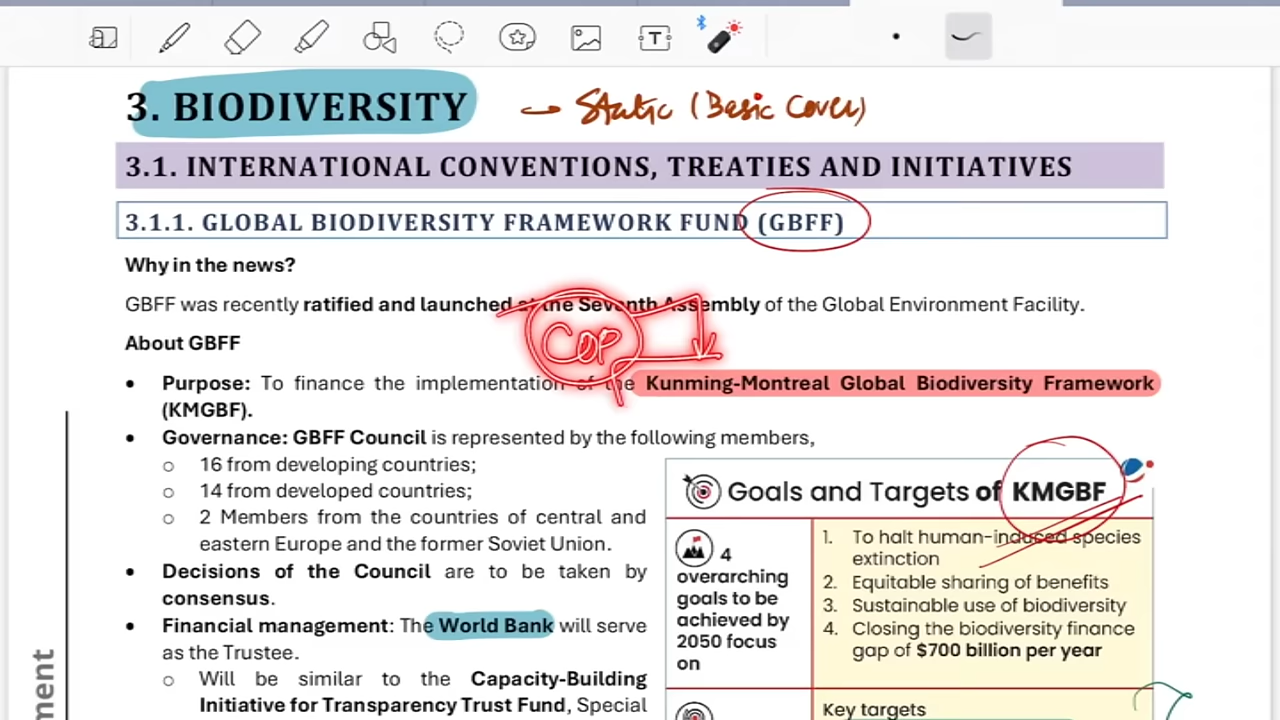 3. BIODIVERSITY → Static (Basic Cover)
3.1. INTERNATIONAL CONVENTIONS, TREATIES AND INITIATIVES
3.1.1. GLOBAL BIODIVERSITY FRAMEWORK FUND (GBFF)
Why in the news?
GBFF was recently ratified and launched at the Seventh Assembly of the Global Environment Facility.
COP
About GBFF
• Purpose: To finance the implementation of the Kunming-Montreal Global Biodiversity Framework
(KMGBF).
• Governance: GBFF Council is represented by the following members,
o 16 from developing countries;
o 14 from developed countries;
o 2 Members from the countries of central and
eastern Europe and the former Soviet Union.
• Decisions of the Council are to be taken by
consensus.
• Financial management: The World Bank will serve
as the Trustee.
o Will be similar to the Capacity-Building
Initiative for Transparency Trust Fund, Special
Goals and Targets of KMGBF
4
overarching
goals to be
achieved by
2050 focus
on
1. To halt human-induced species
extinction
2. Equitable sharing of benefits
3. Sustainable use of biodiversity
4. Closing the biodiversity finance
gap of $700 billion per year
Key targets
ment